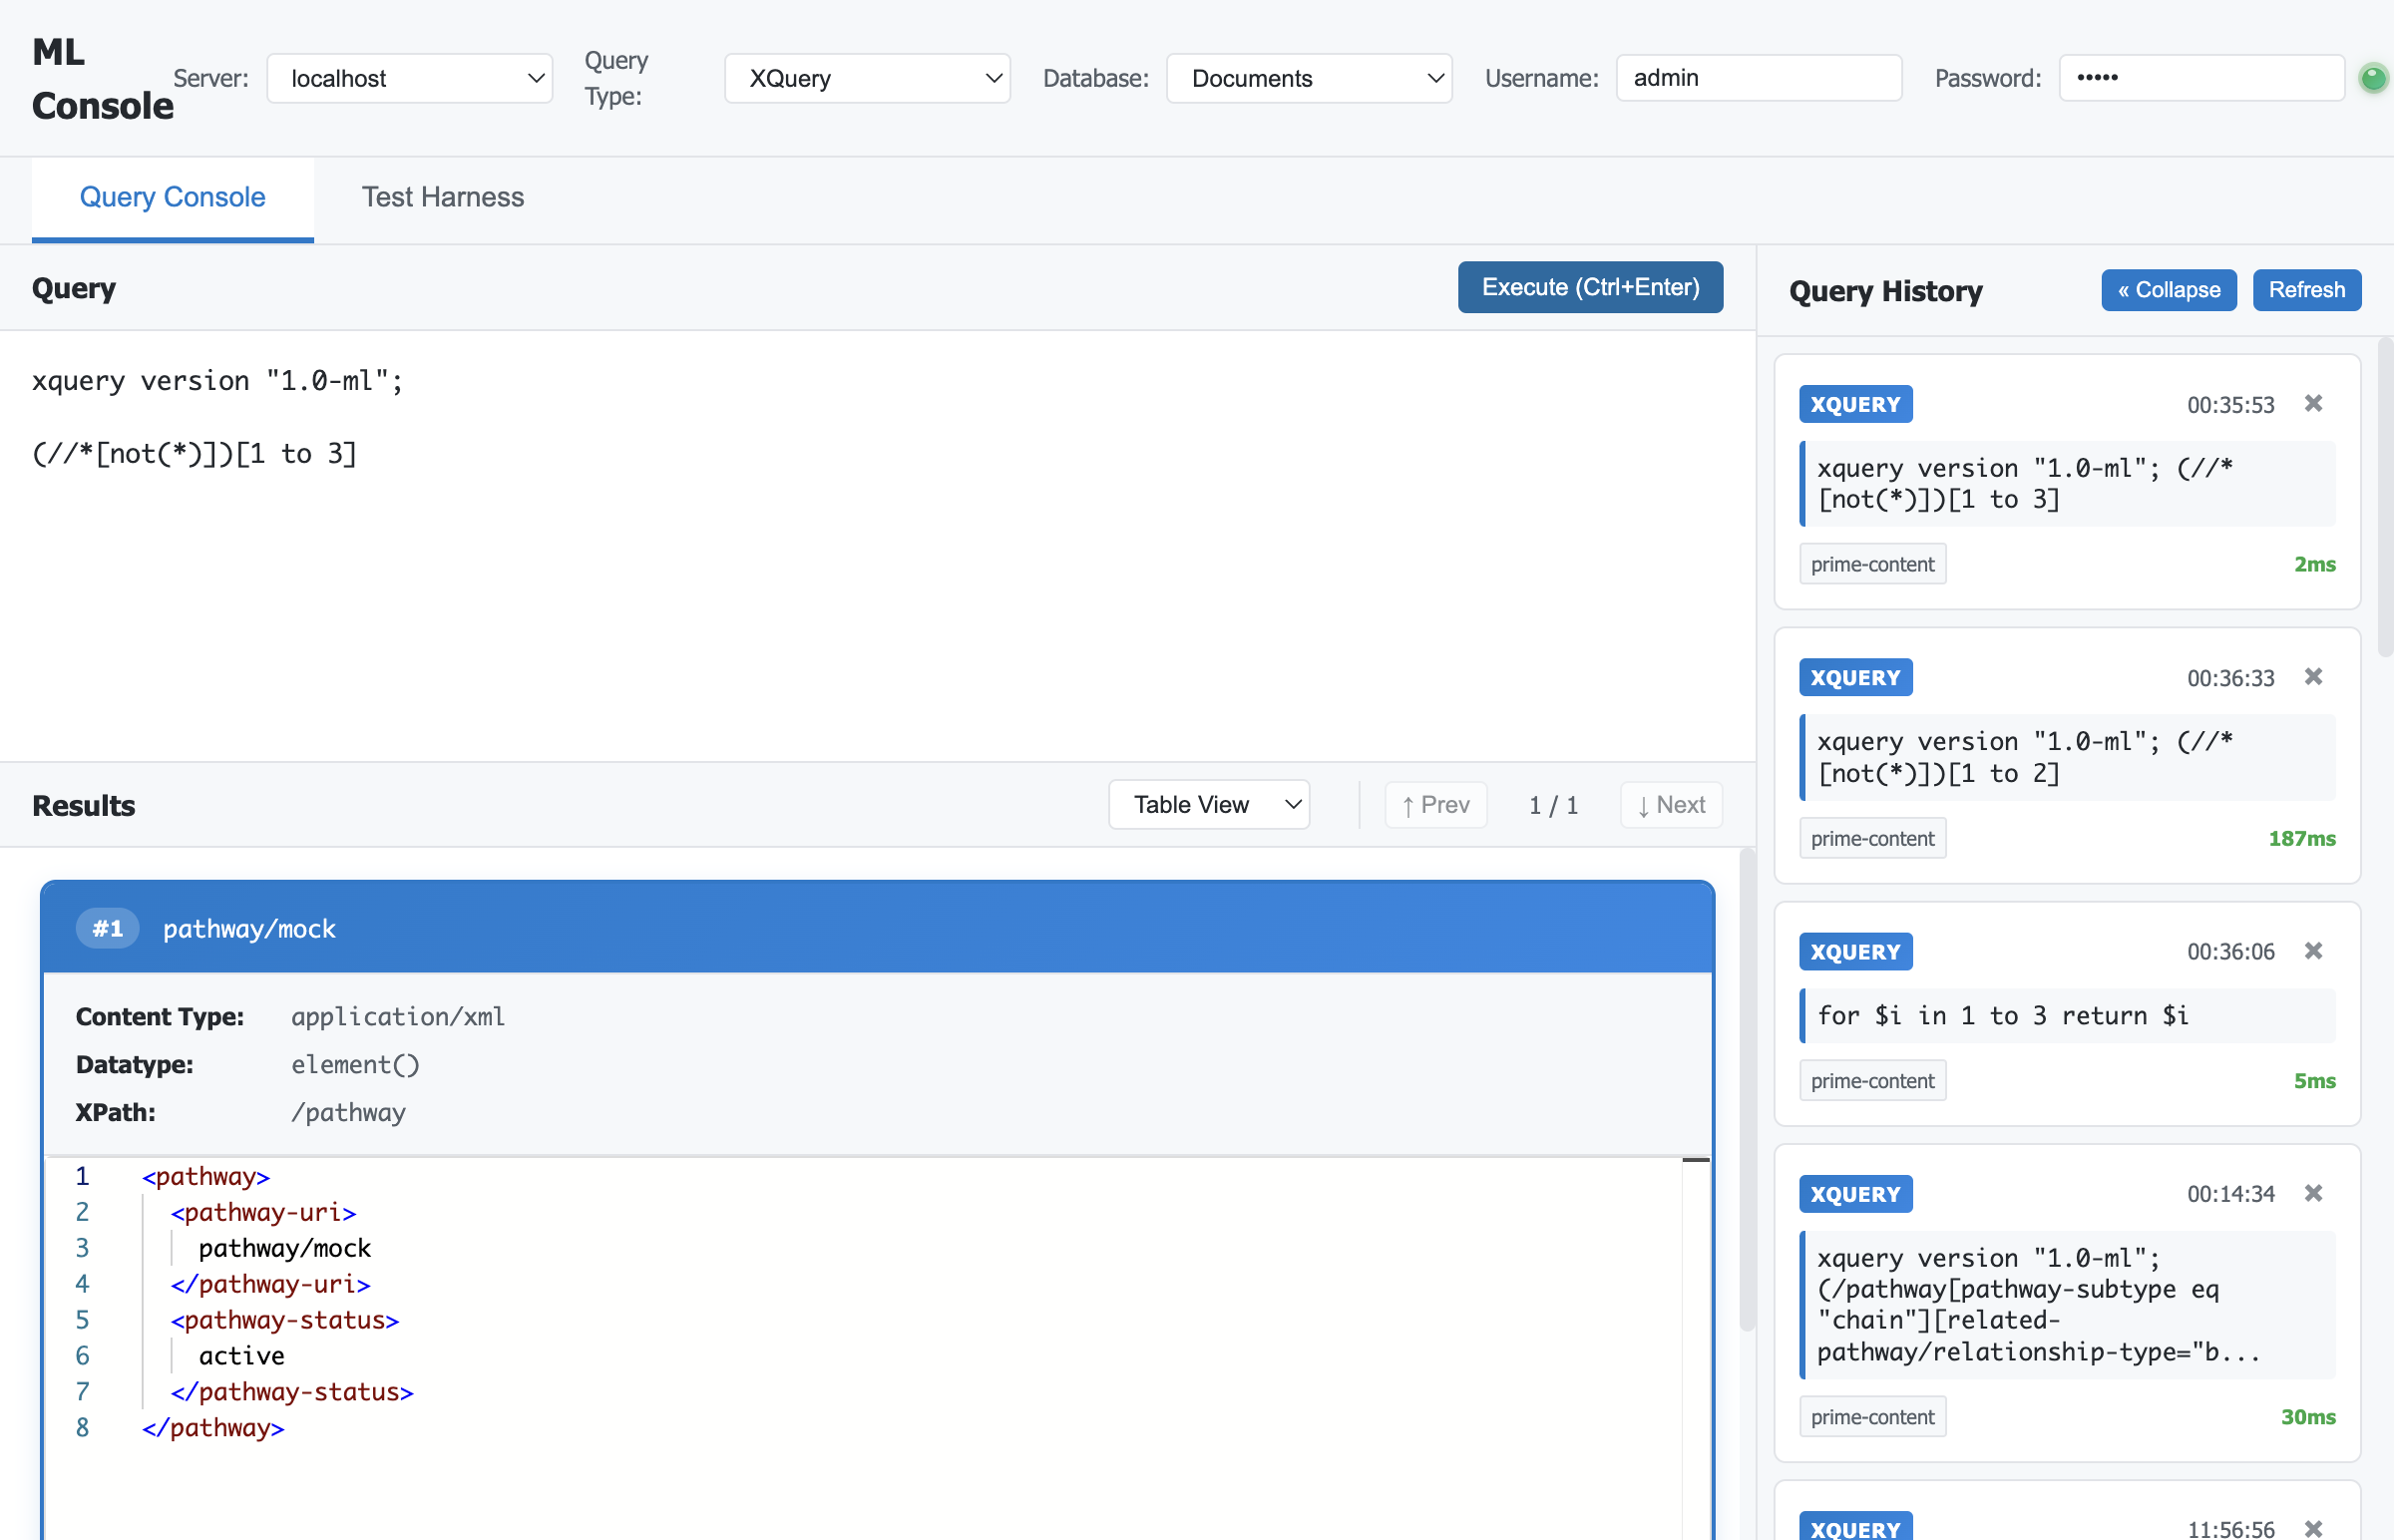 ML
Console
Server:
localhost
Query
Type:
XQuery
Database:
Documents
Username:
admin
Password:
•••••
Query Console
Test Harness
Query
Execute (Ctrl+Enter)
xquery version "1.0-ml";
(//*[not(*)])[1 to 3]
Results
Table View
↑ Prev
1 / 1
↓ Next
#1 pathway/mock
Content Type: application/xml
Datatype: element()
XPath: /pathway
1 <pathway>
2 <pathway-uri>
3 pathway/mock
4 </pathway-uri>
5 <pathway-status>
6 active
7 </pathway-status>
8 </pathway>
Query History
« Collapse
Refresh
XQUERY 00:35:53 ✖
xquery version "1.0-ml"; (//*
[not(*)])[1 to 3]
prime-content 2ms
XQUERY 00:36:33 ✖
xquery version "1.0-ml"; (//*
[not(*)])[1 to 2]
prime-content 187ms
XQUERY 00:36:06 ✖
for $i in 1 to 3 return $i
prime-content 5ms
XQUERY 00:14:34 ✖
xquery version "1.0-ml";
(/pathway[pathway-subtype eq
"chain"][related-
pathway/relationship-type="b...
prime-content 30ms
XQUERY 11:56:56 ✖